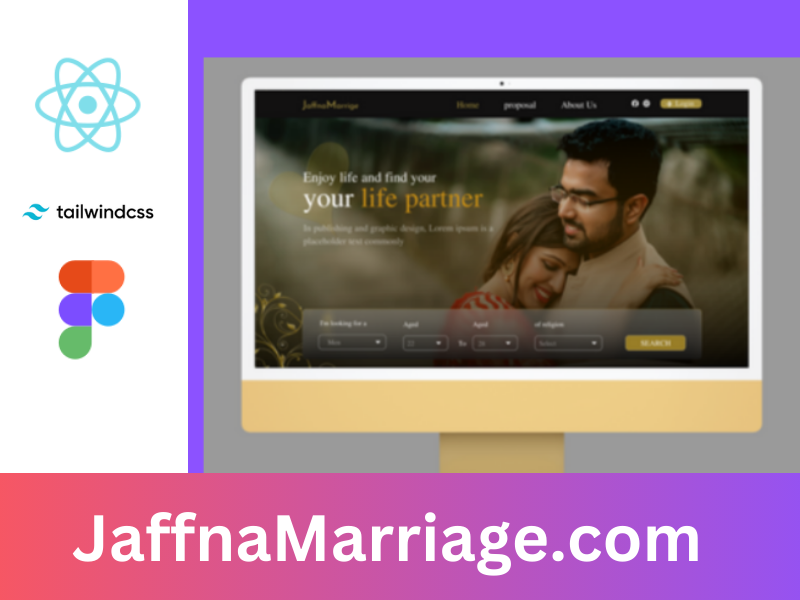 tailwindcss
JaffnaMarriage
Home proposal About Us Login
Enjoy life and find your
your life partner
In publishing and graphic design, Lorem ipsum is a
placeholder text commonly
I'm looking for a Aged Aged of religion
Man 22 To 26 Select SEARCH
JaffnaMarriage.com